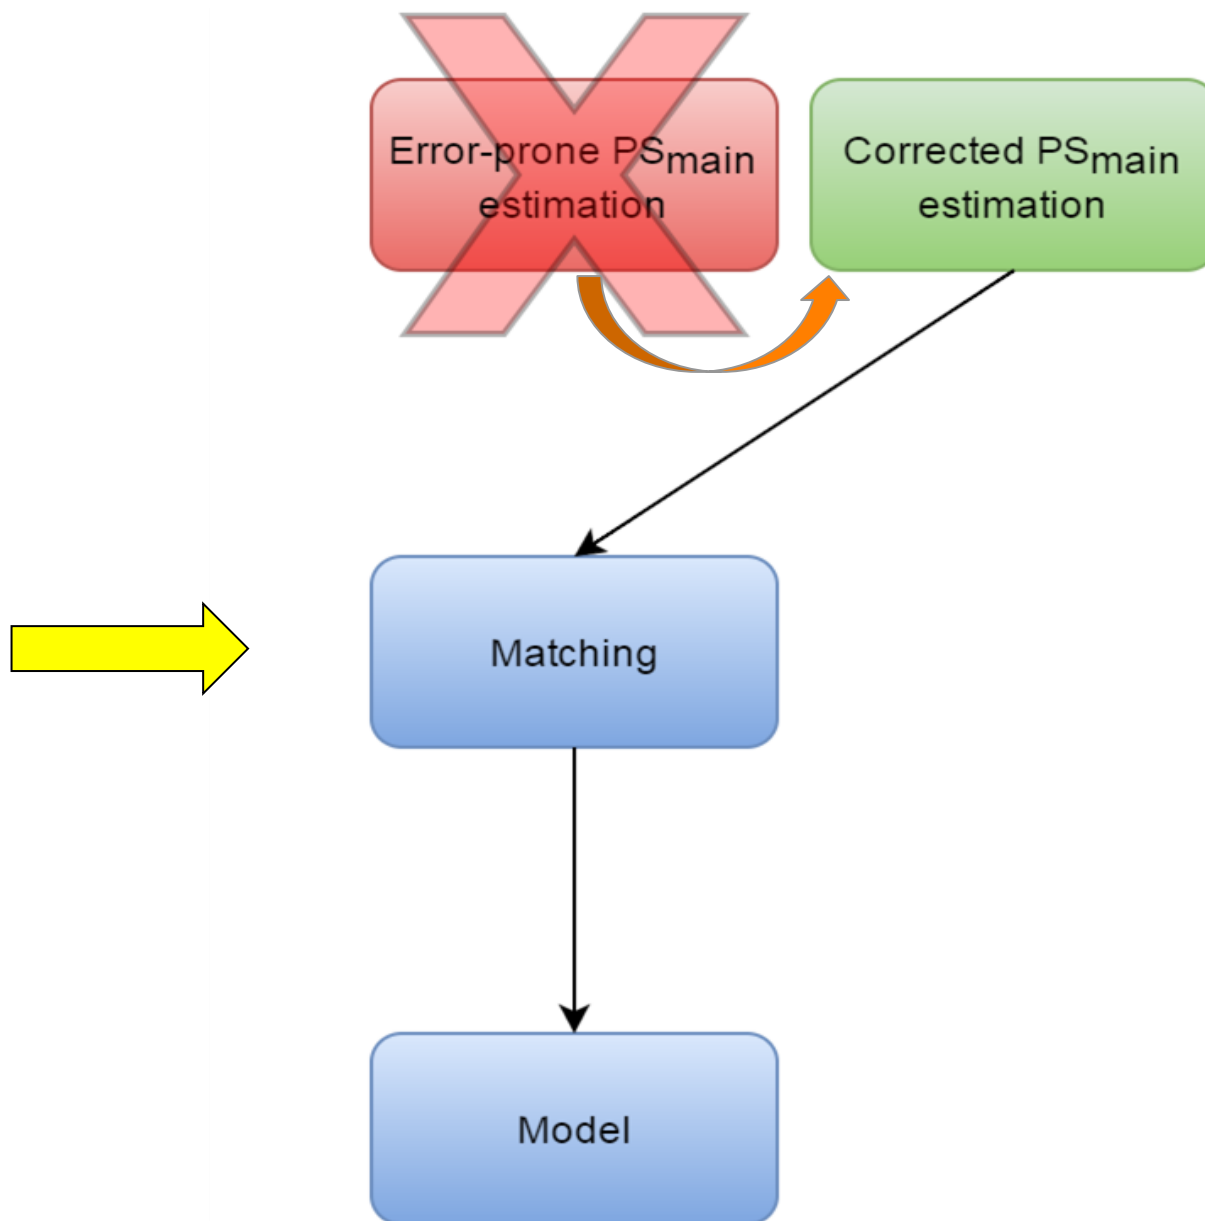 Error-prone PSmain
estimation
Corrected PSmain
estimation
Matching
Model